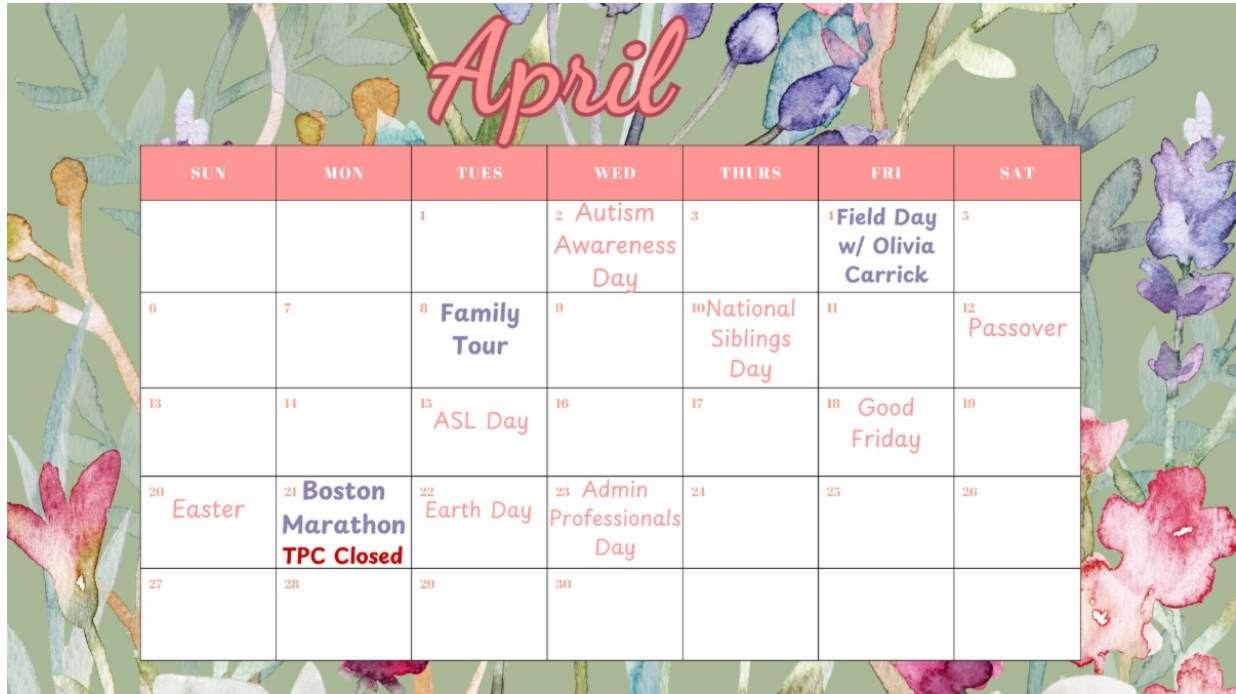 April
SUN MON TUES WED THURS FRI SAT
1
2 Autism
Awareness
Day
3
4 Field Day
w/ Olivia
Carrick
5
6
7
8 Family
Tour
9
10 National
Siblings
Day
11
12
Passover
13
14
15
ASL Day
16
17
18 Good
Friday
19
20
Easter
21 Boston
Marathon
TPC Closed
22
Earth Day
23 Admin
Professionals
Day
24
25
26
27
28
29
30